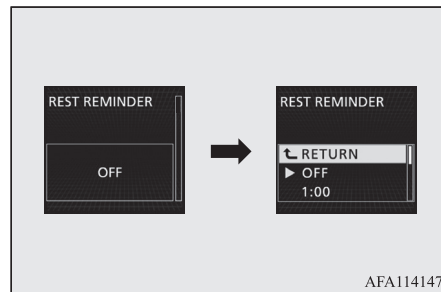 REST REMINDER
OFF
REST REMINDER
RETURN
OFF
1:00
AFA114147